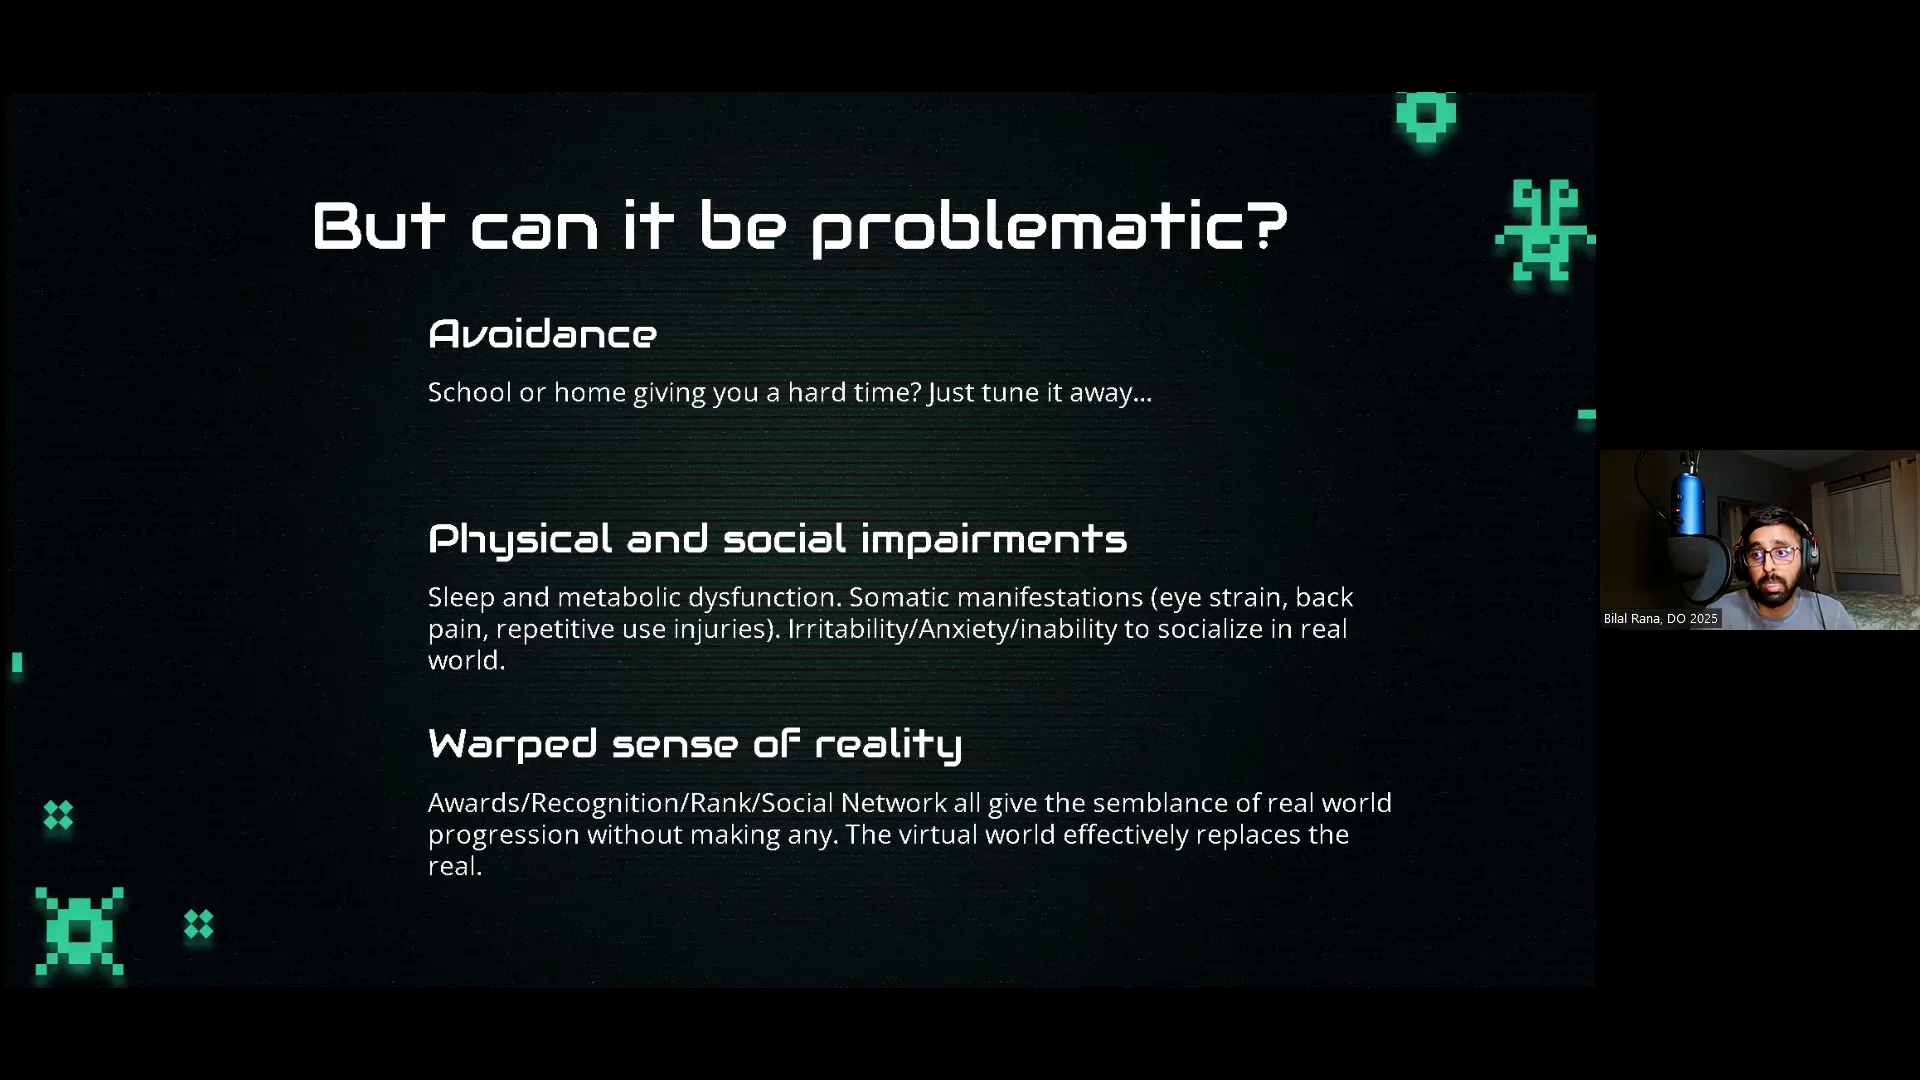 But can it be problematic?
Avoidance
School or home giving you a hard time? Just tune it away...
Physical and social impairments
Sleep and metabolic dysfunction. Somatic manifestations (eye strain, back
pain, repetitive use injuries). Irritability/Anxiety/inability to socialize in real
world.
Warped sense of reality
Awards/Recognition/Rank/Social Network all give the semblance of real world
progression without making any. The virtual world effectively replaces the
real.
Bilal Rana, DO 2025